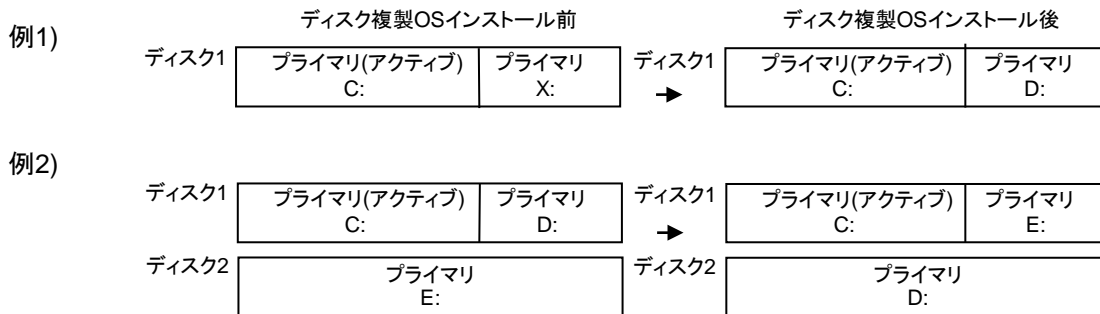 ディスク複製OSインストール前 ディスク複製OSインストール後
例1)
ディスク1 プライマリ(アクティブ) プライマリ ディスク1 プライマリ(アクティブ) プライマリ
C: X: → C: D:
例2)
ディスク1 プライマリ(アクティブ) プライマリ ディスク1 プライマリ(アクティブ) プライマリ
C: D: → C: E:
ディスク2 プライマリ ディスク2 プライマリ
E: D: